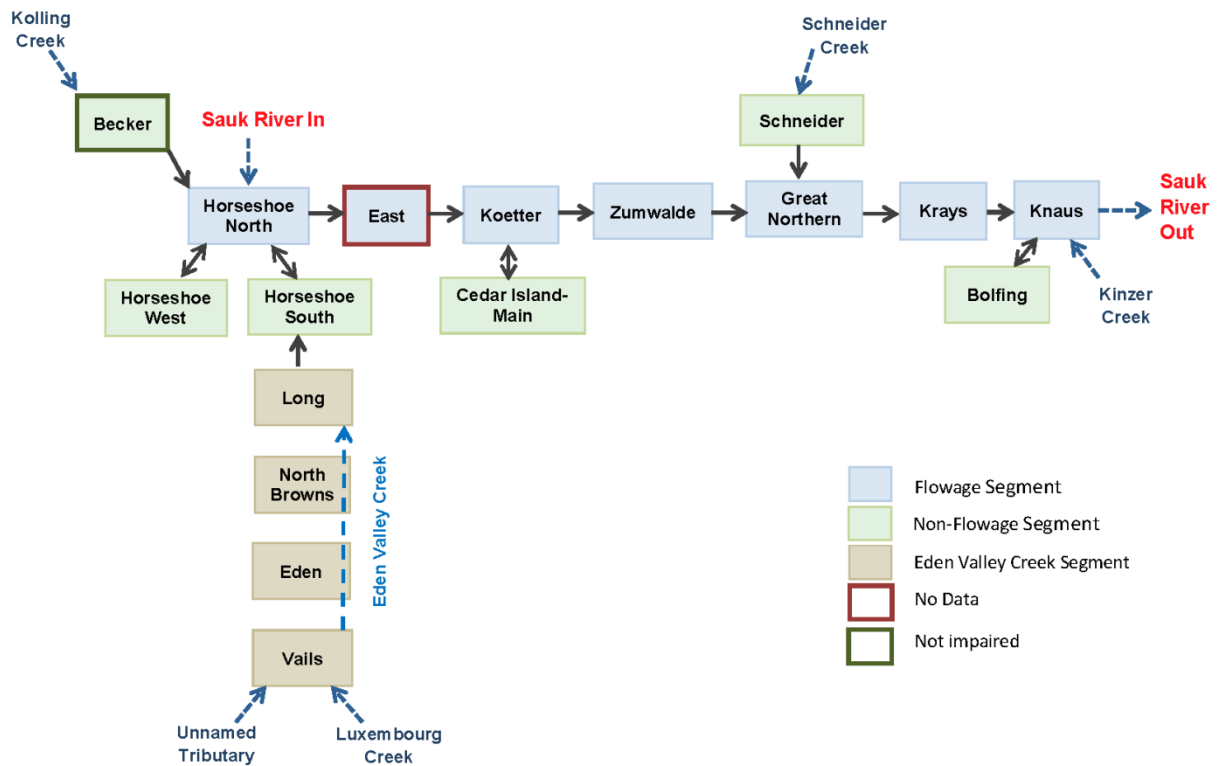 Kolling
Creek
Becker
Sauk River In
Schneider
Creek
Schneider
Horseshoe
North
East
Koetter
Zumwalde
Great
Northern
Krays
Knaus
Sauk
River
Out
Horseshoe
West
Horseshoe
South
Cedar Island-
Main
Bolfing
Kinzer
Creek
Long
North
Browns
Eden
Vails
Eden Valley Creek
Unnamed
Tributary
Luxembourg
Creek
Flowage Segment
Non-Flowage Segment
Eden Valley Creek Segment
No Data
Not impaired